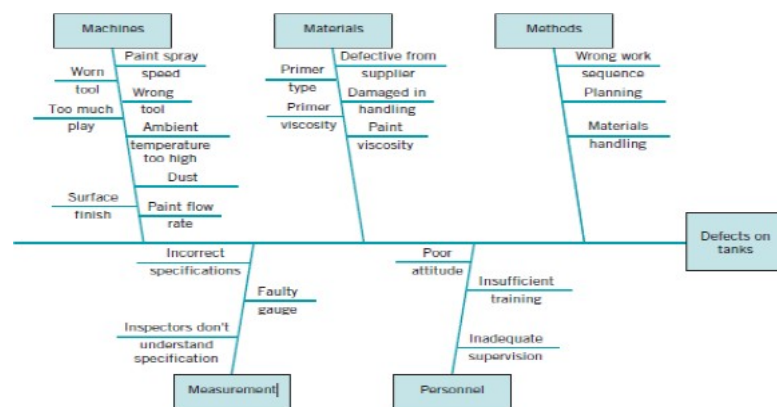 Machines
Materials
Methods
Paint spray
speed
Worn
tool
Wrong
tool
Too much
play
Ambient
temperature
too high
Dust
Surface
finish
Paint flow
rate
Defective from
supplier
Primer
type
Damaged in
handling
Primer
viscosity
Paint
viscosity
Wrong work
sequence
Planning
Materials
handling
Defects on
tanks
Incorrect
specifications
Faulty
gauge
Inspectors don't
understand
specification
Poor
attitude
Insufficient
training
Inadequate
supervision
Measurement
Personnel